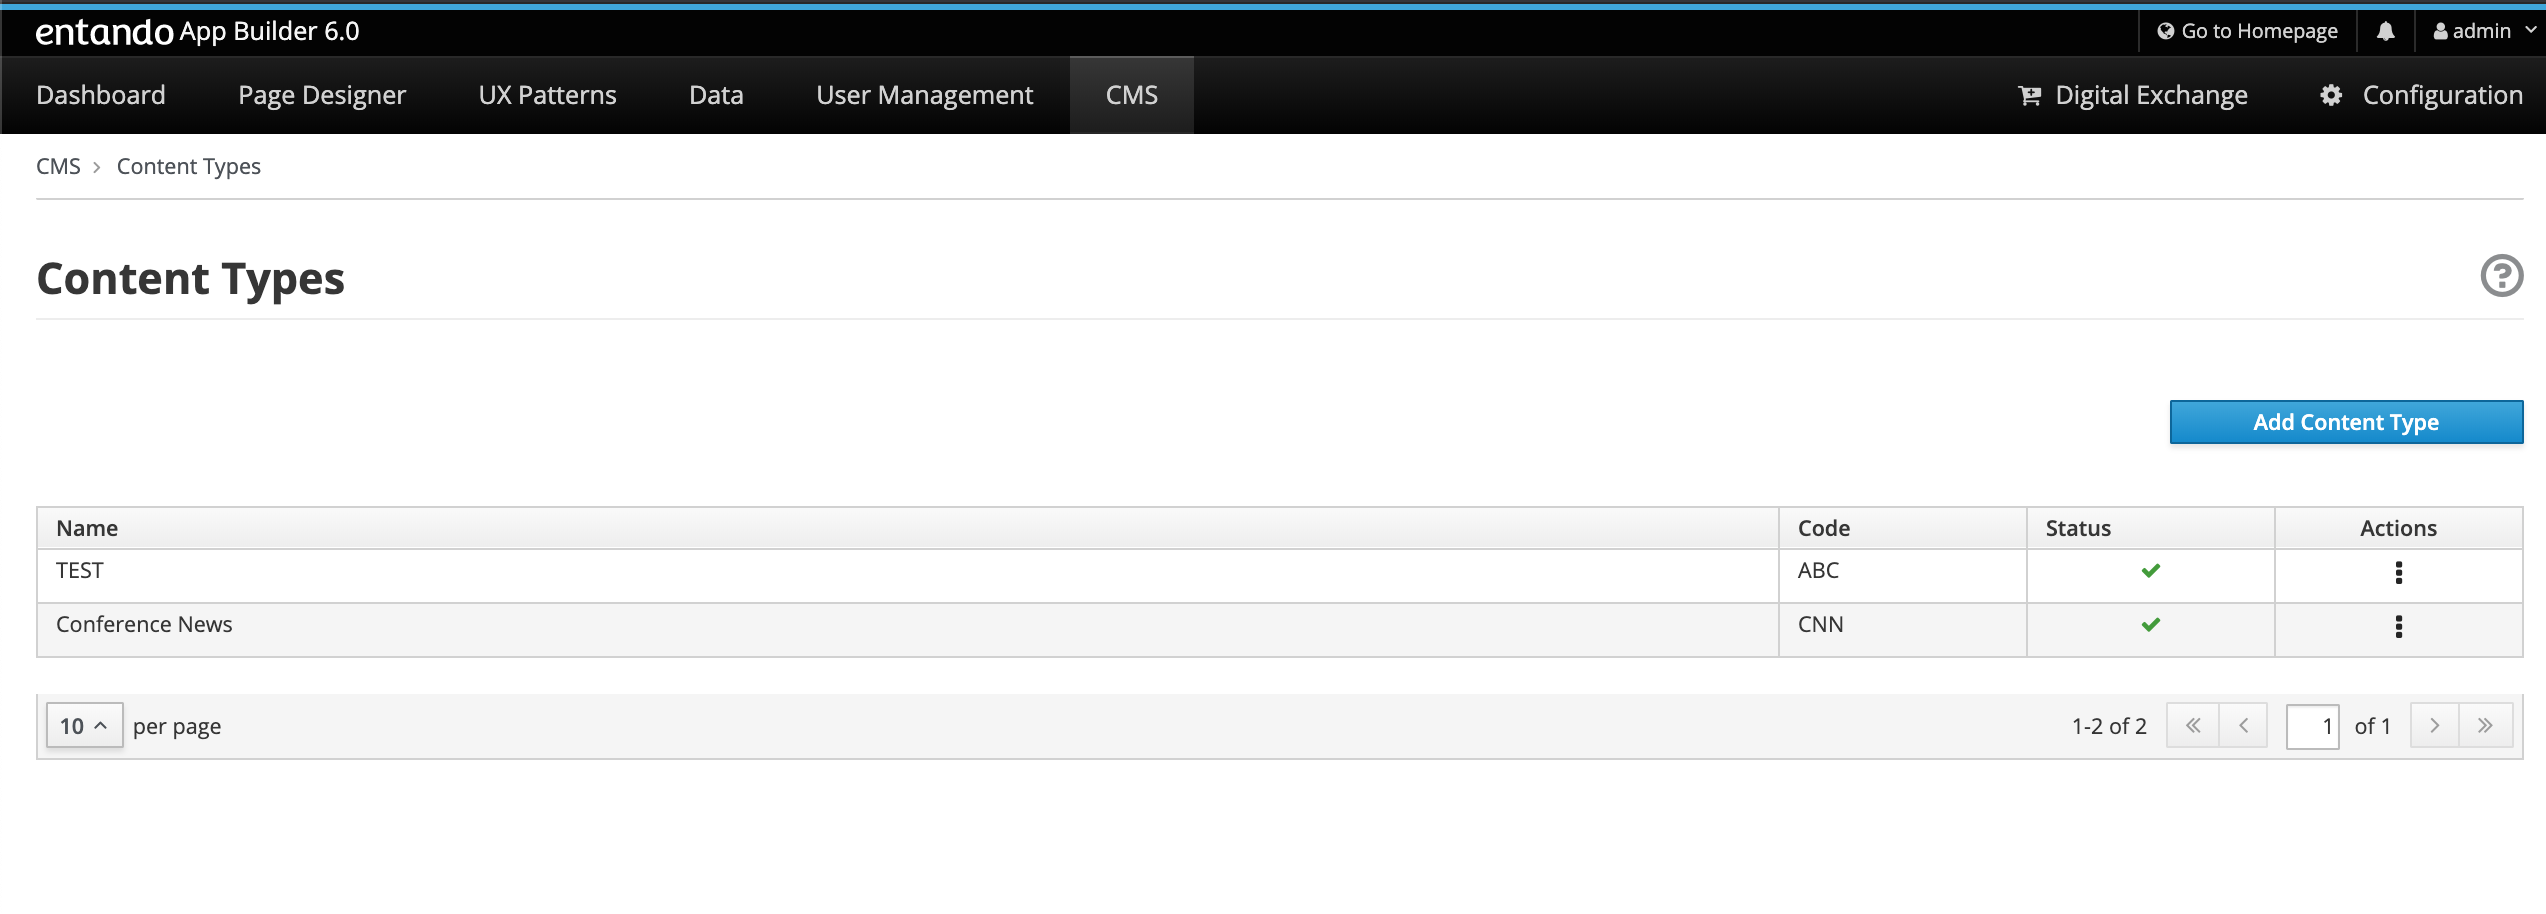 entando App Builder 6.0 Go to Homepage admin
Dashboard Page Designer UX Patterns Data User Management CMS Digital Exchange Configuration
CMS > Content Types
Content Types
Add Content Type
Name Code Status Actions
TEST ABC
Conference News CNN
10 per page 1-2 of 2 1 of 1